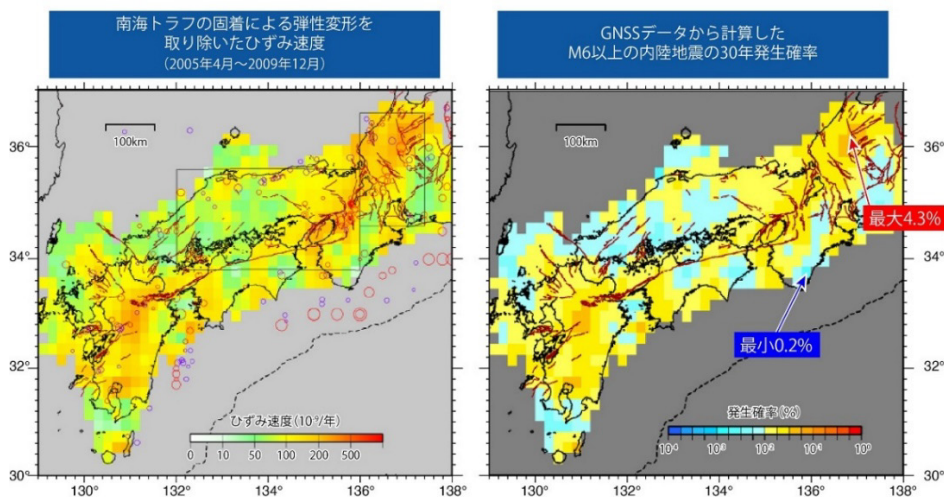 南海トラフの固着による弾性変形を
取り除いたひずみ速度
（2005年4月～2009年12月）
GNSSデータから計算した
M6以上の内陸地震の30年発生確率
100km
36°
34°
32°
30°
130°
132°
134°
136°
138°
ひずみ速度(10⁻⁹/年)
0 10 50 100 200 500
100km
最大4.3%
最小0.2%
発生確率(%)
10⁻⁴ 10⁻³ 10⁻² 10⁻¹ 10⁰
36°
34°
32°
30°
130°
132°
134°
136°
138°